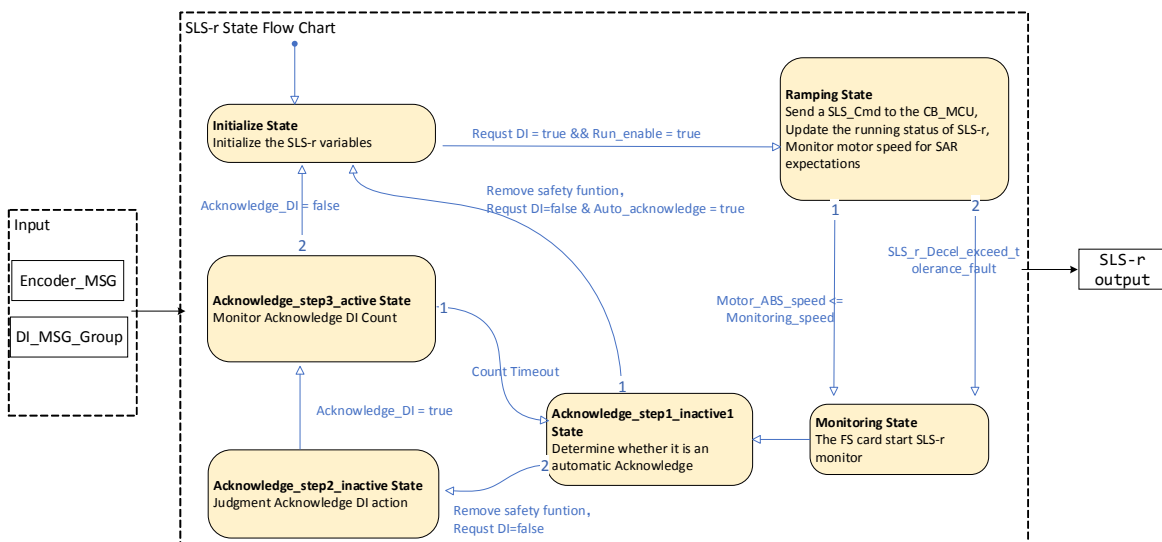 SLS-r State Flow Chart
Initialize State
Initialize the SLS-r variables
Requst DI = true && Run_enable = true
Ramping State
Send a SLS_Cmd to the CB_MCU,
Update the running status of SLS-r,
Monitor motor speed for SAR
expectations
Acknowledge_DI = false
Remove safety funtion，
Requst DI=false & Auto_acknowledge = true
1
2
Input
Encoder_MSG
DI_MSG_Group
2
Acknowledge_step3_active State
Monitor Acknowledge DI Count
1
SLS_r_Decel_exceed_t
olerance_fault
SLS-r
output
Motor_ABS_speed <=
Monitoring_speed
Count Timeout
1
Acknowledge_DI = true
Acknowledge_step1_inactive1
State
Determine whether it is an
automatic Acknowledge
2
Monitoring State
The FS card start SLS-r
monitor
Acknowledge_step2_inactive State
Judgment Acknowledge DI action
Remove safety funtion，
Requst DI=false